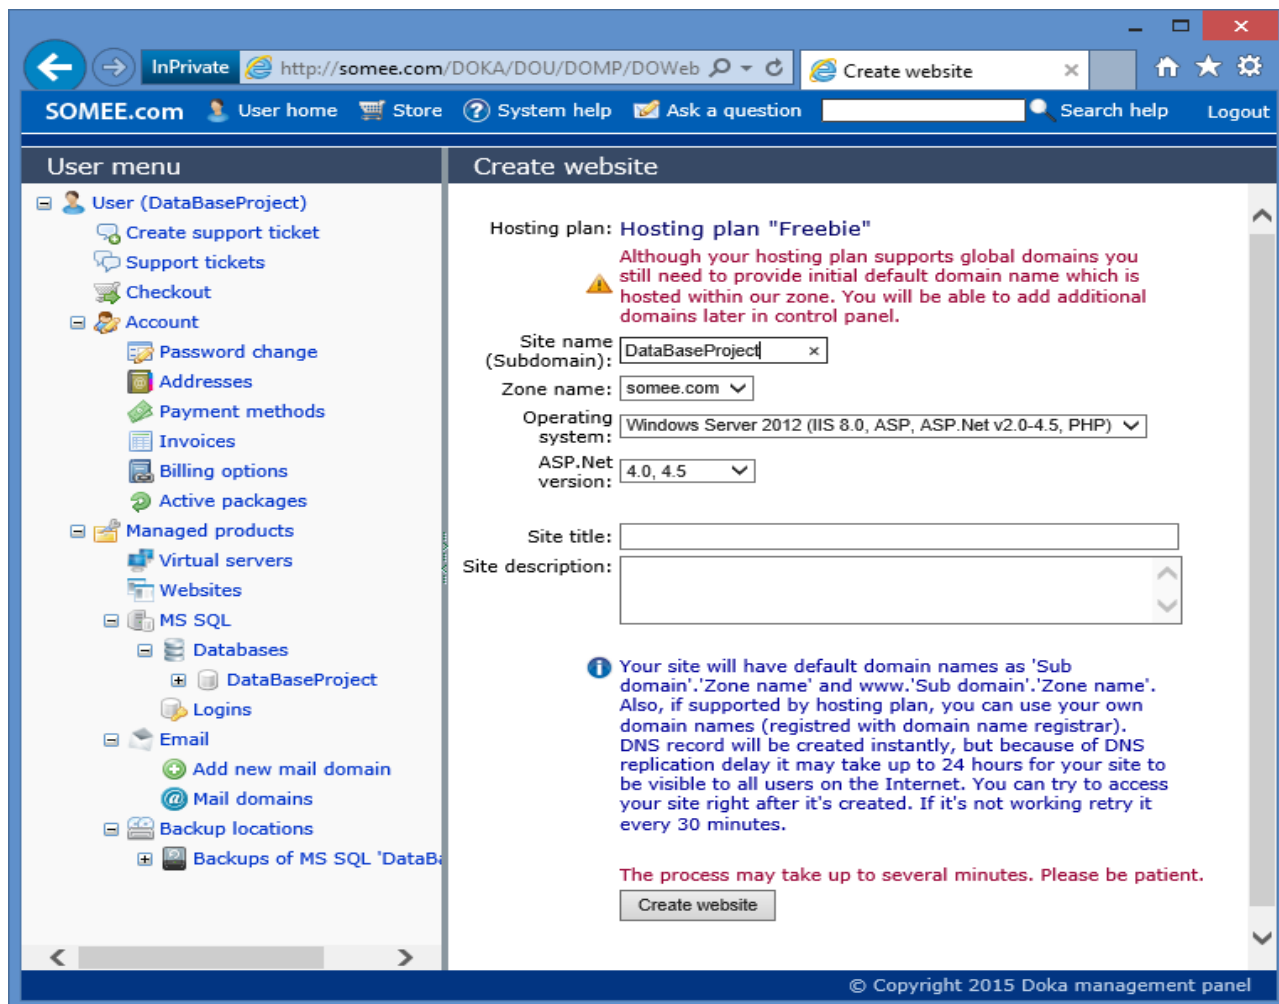 InPrivate http://somee.com/DOKA/DOU/DOMP/DOWeb Create website
SOMEE.com User home Store System help Ask a question Search help Logout
User menu
User (DataBaseProject)
Create support ticket
Support tickets
Checkout
Account
Password change
Addresses
Payment methods
Invoices
Billing options
Active packages
Managed products
Virtual servers
Websites
MS SQL
Databases
DataBaseProject
Logins
Email
Add new mail domain
Mail domains
Backup locations
Backups of MS SQL 'DataBa
Create website
Hosting plan: Hosting plan "Freebie"
Although your hosting plan supports global domains you
still need to provide initial default domain name which is
hosted within our zone. You will be able to add additional
domains later in control panel.
Site name
(Subdomain): DataBaseProject
Zone name: somee.com
Operating
system: Windows Server 2012 (IIS 8.0, ASP, ASP.Net v2.0-4.5, PHP)
ASP.Net
version: 4.0, 4.5
Site title:
Site description:
Your site will have default domain names as 'Sub
domain'.'Zone name' and www.'Sub domain'.'Zone name'.
Also, if supported by hosting plan, you can use your own
domain names (registred with domain name registrar).
DNS record will be created instantly, but because of DNS
replication delay it may take up to 24 hours for your site to
be visible to all users on the Internet. You can try to access
your site right after it's created. If it's not working retry it
every 30 minutes.
The process may take up to several minutes. Please be patient.
Create website
© Copyright 2015 Doka management panel